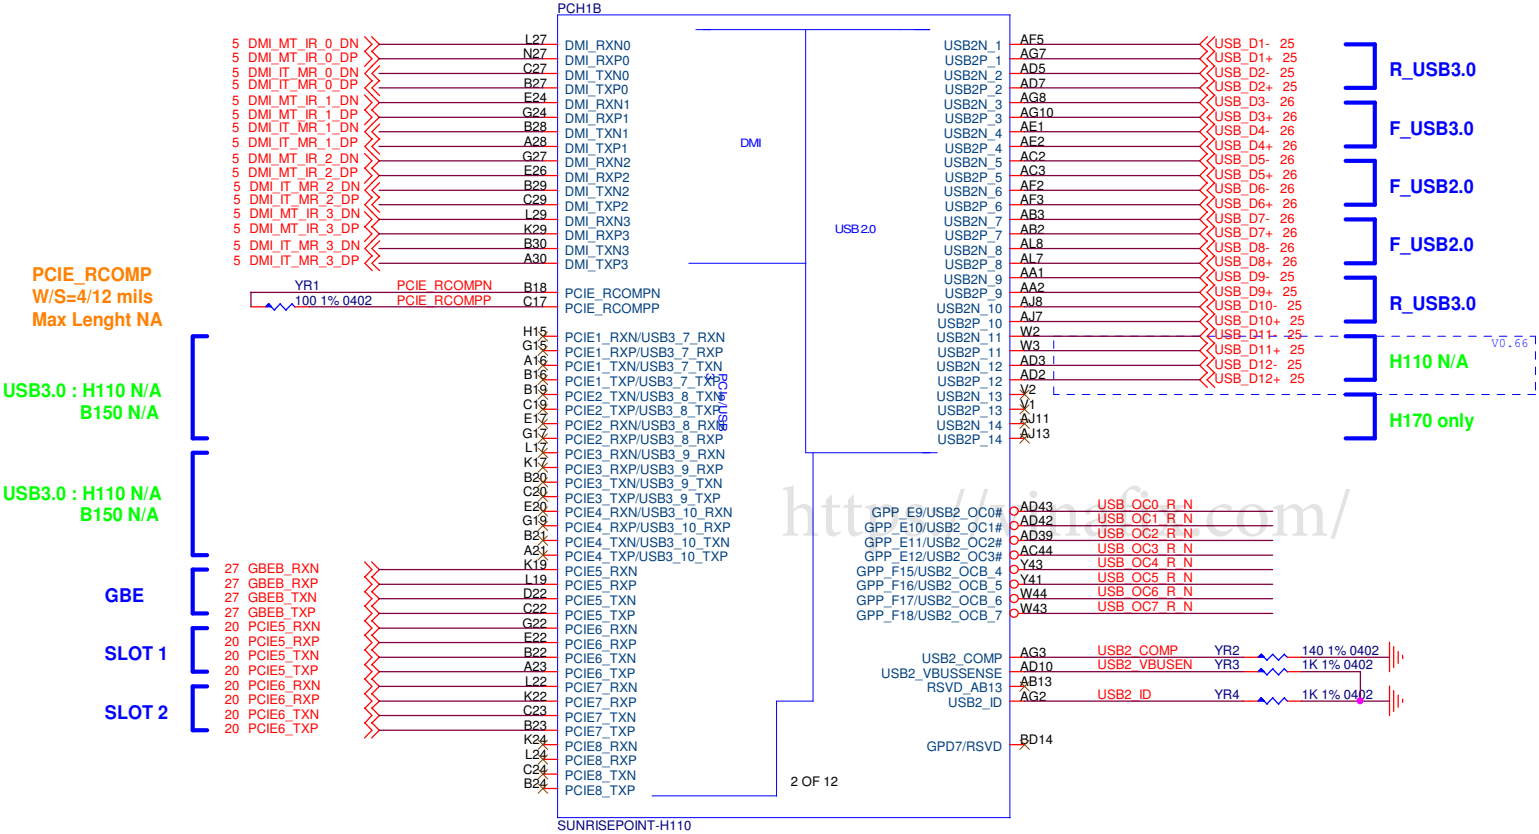 PCH1B
5 DMI_MT_IR_0_DN L27 DMI_RXN0
5 DMI_MT_IR_0_DP N27 DMI_RXP0
5 DMI_IT_MR_0_DN C27 DMI_TXN0
5 DMI_IT_MR_0_DP B27 DMI_TXP0
5 DMI_MT_IR_1_DN E24 DMI_RXN1
5 DMI_MT_IR_1_DP G24 DMI_RXP1
5 DMI_IT_MR_1_DN B28 DMI_TXN1
5 DMI_IT_MR_1_DP A28 DMI_TXP1
5 DMI_MT_IR_2_DN G27 DMI_RXN2
5 DMI_MT_IR_2_DP E26 DMI_RXP2
5 DMI_IT_MR_2_DN B29 DMI_TXN2
5 DMI_IT_MR_2_DP C29 DMI_TXP2
5 DMI_MT_IR_3_DN L29 DMI_RXN3
5 DMI_MT_IR_3_DP K29 DMI_RXP3
5 DMI_IT_MR_3_DN B30 DMI_TXN3
5 DMI_IT_MR_3_DP A30 DMI_TXP3
PCIE_RCOMP
W/S=4/12 mils
Max Lenght NA
YR1 PCIE_RCOMPN B18 PCIE_RCOMPN
100 1% 0402 PCIE_RCOMPP C17 PCIE_RCOMPP
H15 PCIE1_RXN/USB3_7_RXN
G15 PCIE1_RXP/USB3_7_RXP
A16 PCIE1_TXN/USB3_7_TXN
B16 PCIE1_TXP/USB3_7_TXP
B19 PCIE2_TXN/USB3_8_TXN
C19 PCIE2_TXP/USB3_8_TXP
E17 PCIE2_RXN/USB3_8_RXN
G17 PCIE2_RXP/USB3_8_RXP
USB3.0 : H110 N/A
B150 N/A
L17 PCIE3_RXN/USB3_9_RXN
K17 PCIE3_RXP/USB3_9_RXP
B20 PCIE3_TXN/USB3_9_TXN
C20 PCIE3_TXP/USB3_9_TXP
E20 PCIE4_RXN/USB3_10_RXN
G19 PCIE4_RXP/USB3_10_RXP
B21 PCIE4_TXN/USB3_10_TXN
A21 PCIE4_TXP/USB3_10_TXP
USB3.0 : H110 N/A
B150 N/A
GBE
27 GBEB_RXN K19 PCIE5_RXN
27 GBEB_RXP L19 PCIE5_RXP
27 GBEB_TXN D22 PCIE5_TXN
27 GBEB_TXP C22 PCIE5_TXP
SLOT 1
20 PCIE5_RXN G22 PCIE6_RXN
20 PCIE5_RXP E22 PCIE6_RXP
20 PCIE5_TXN B22 PCIE6_TXN
20 PCIE5_TXP A23 PCIE6_TXP
SLOT 2
20 PCIE6_RXN L22 PCIE7_RXN
20 PCIE6_RXP K22 PCIE7_RXP
20 PCIE6_TXN C23 PCIE7_TXN
20 PCIE6_TXP B23 PCIE7_TXP
K24 PCIE8_RXN
L24 PCIE8_RXP
C24 PCIE8_TXN
B24 PCIE8_TXP
DMI
USB 2.0
USB2N_1 AF5 USB_D1- 25
USB2P_1 AG7 USB_D1+ 25
USB2N_2 AD5 USB_D2- 25
USB2P_2 AD7 USB_D2+ 25
R_USB3.0
USB2N_3 AG8 USB_D3- 26
USB2P_3 AG10 USB_D3+ 26
USB2N_4 AE1 USB_D4- 26
USB2P_4 AE2 USB_D4+ 26
F_USB3.0
USB2N_5 AC2 USB_D5- 26
USB2P_5 AC3 USB_D5+ 26
USB2N_6 AF2 USB_D6- 26
USB2P_6 AF3 USB_D6+ 26
F_USB2.0
USB2N_7 AB3 USB_D7- 26
USB2P_7 AB2 USB_D7+ 26
USB2N_8 AL8 USB_D8- 26
USB2P_8 AL7 USB_D8+ 26
F_USB2.0
USB2N_9 AA1 USB_D9- 25
USB2P_9 AA2 USB_D9+ 25
USB2N_10 AJ8 USB_D10- 25
USB2P_10 AJ7 USB_D10+ 25
R_USB3.0
USB2N_11 W2 USB_D11- 25
USB2P_11 W3 USB_D11+ 25
USB2N_12 AD3 USB_D12- 25
USB2P_12 AD2 USB_D12+ 25
H110 N/A
V0.66
USB2N_13 V2
USB2P_13 V1
USB2N_14 AJ11
USB2P_14 AJ13
H170 only
https://vinafix.com/
GPP_E9/USB2_OC0# AD43 USB_OC0_R_N
GPP_E10/USB2_OC1# AD42 USB_OC1_R_N
GPP_E11/USB2_OC2# AD39 USB_OC2_R_N
GPP_E12/USB2_OC3# AC44 USB_OC3_R_N
GPP_F15/USB2_OCB_4 Y43 USB_OC4_R_N
GPP_F16/USB2_OCB_5 Y41 USB_OC5_R_N
GPP_F17/USB2_OCB_6 W44 USB_OC6_R_N
GPP_F18/USB2_OCB_7 W43 USB_OC7_R_N
USB2_COMP AG3 USB2_COMP YR2 140 1% 0402
USB2_VBUSSENSE AD10 USB2_VBUSEN YR3 1K 1% 0402
RSVD_AB13 AB13
USB2_ID AG2 USB2_ID YR4 1K 1% 0402
GPD7/RSVD BD14
2 OF 12
SUNRISEPOINT-H110